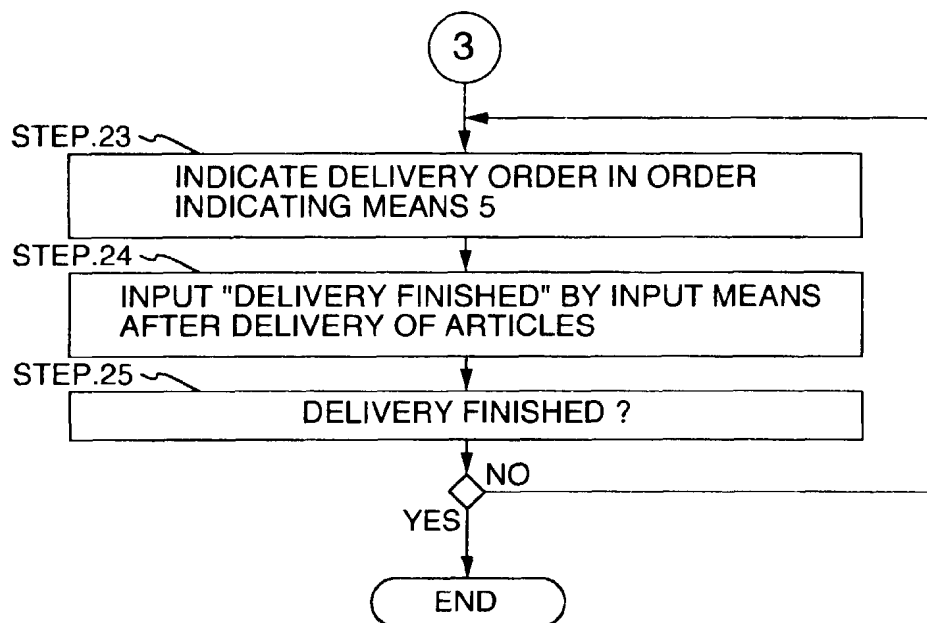 3
STEP.23
INDICATE DELIVERY ORDER IN ORDER
INDICATING MEANS 5
STEP.24
INPUT "DELIVERY FINISHED" BY INPUT MEANS
AFTER DELIVERY OF ARTICLES
STEP.25
DELIVERY FINISHED ?
NO
YES
END